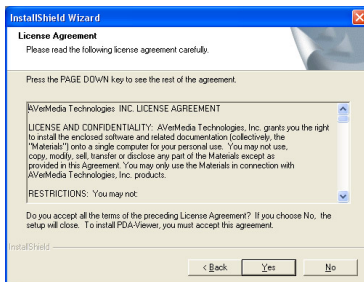 InstallShield Wizard
License Agreement
Please read the following license agreement carefully.
Press the PAGE DOWN key to see the rest of the agreement.
AVerMedia Technologies  INC. LICENSE AGREEMENT
LICENSE AND CONFIDENTIALITY:  AVerMedia Technologies, Inc. grants you the right
to install the enclosed software and related documentation (collectively, the
"Materials") onto a single computer for your personal use.  You may not use,
copy, modify, sell, transfer or disclose any part of the Materials except as
provided in this Agreement. You may only use the Materials in connection with
AVerMedia Technologies, Inc. products.
RESTRICTIONS:  You may not:
Do you accept all the terms of the preceding License Agreement?  If you choose No,  the
setup will close.  To install PDA-Viewer, you must accept this agreement.
InstallShield
< Back
Yes
No